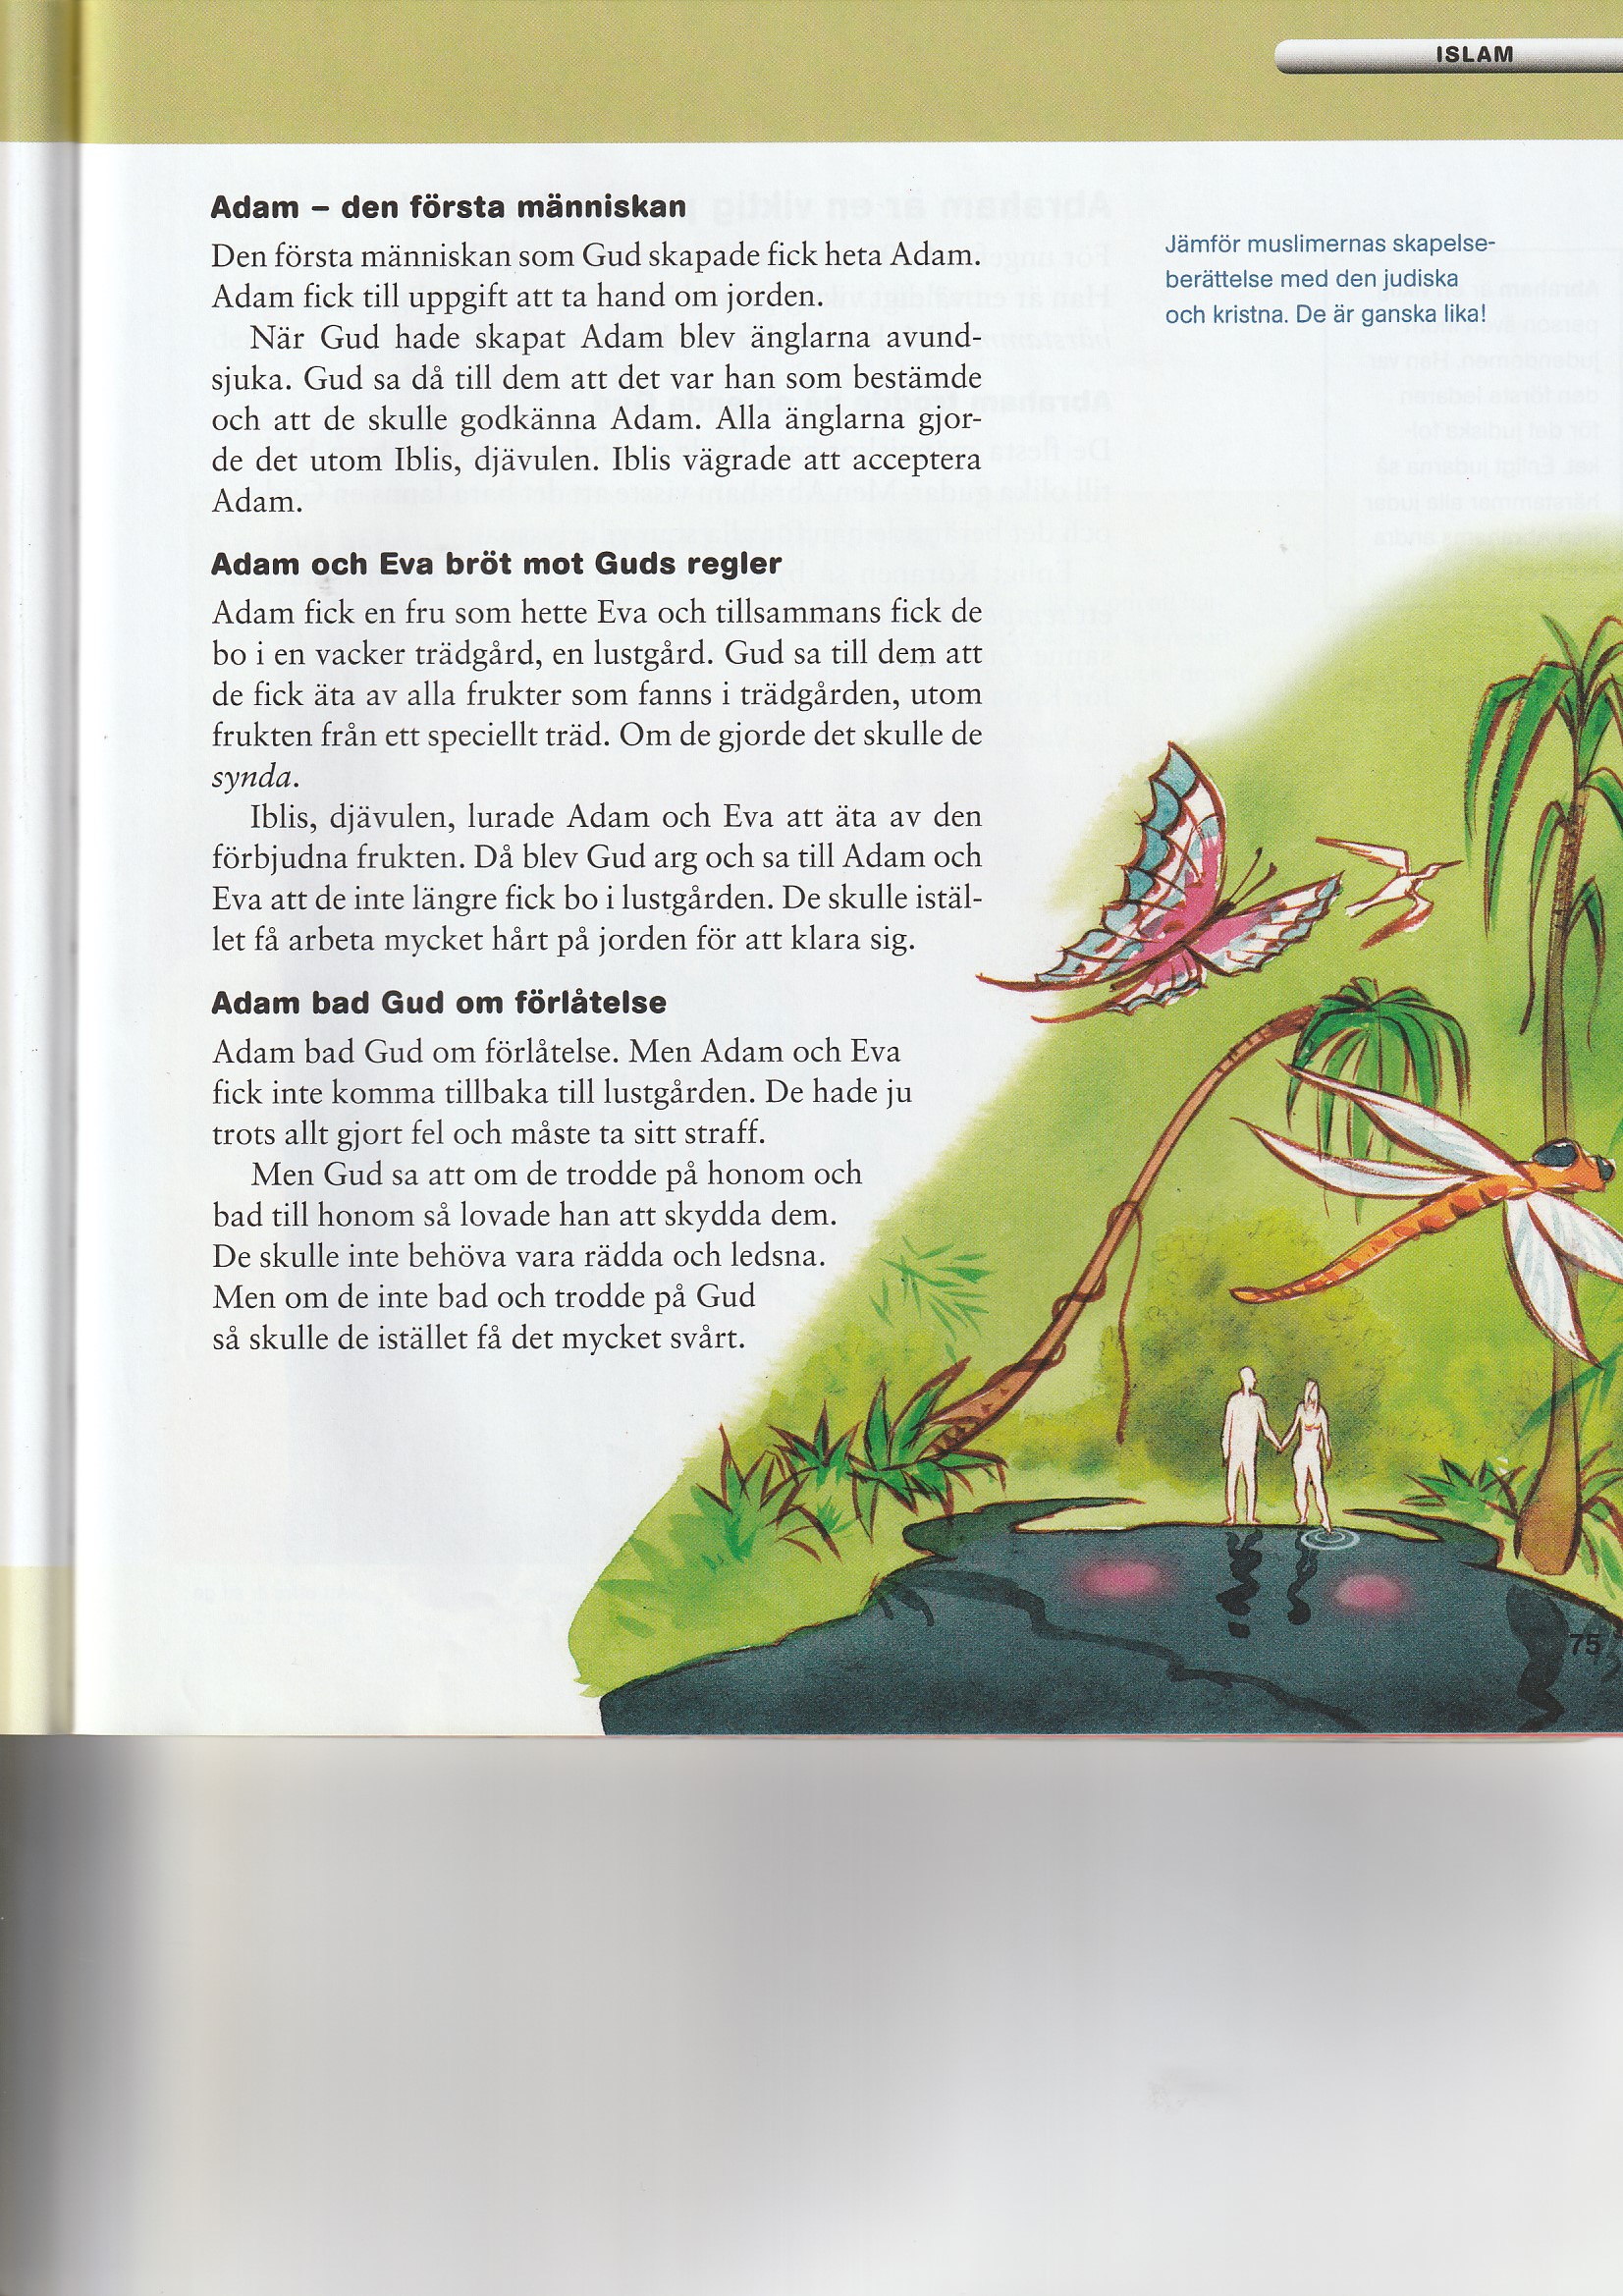 ISLAM
Adam – den första människan
Den första människan som Gud skapade fick heta Adam.
Adam fick till uppgift att ta hand om jorden.
När Gud hade skapat Adam blev änglarna avund-
sjuka. Gud sa då till dem att det var han som bestämde
och att de skulle godkänna Adam. Alla änglarna gjor-
de det utom Iblis, djävulen. Iblis vägrade att acceptera
Adam.
Adam och Eva bröt mot Guds regler
Adam fick en fru som hette Eva och tillsammans fick de
bo i en vacker trädgård, en lustgård. Gud sa till dem att
de fick äta av alla frukter som fanns i trädgården, utom
frukten från ett speciellt träd. Om de gjorde det skulle de
synda.
Iblis, djävulen, lurade Adam och Eva att äta av den
förbjudna frukten. Då blev Gud arg och sa till Adam och
Eva att de inte längre fick bo i lustgården. De skulle istäl-
let få arbeta mycket hårt på jorden för att klara sig.
Adam bad Gud om förlåtelse
Adam bad Gud om förlåtelse. Men Adam och Eva
fick inte komma tillbaka till lustgården. De hade ju
trots allt gjort fel och måste ta sitt straff.
Men Gud sa att om de trodde på honom och
bad till honom så lovade han att skydda dem.
De skulle inte behöva vara rädda och ledsna.
Men om de inte bad och trodde på Gud
så skulle de istället få det mycket svårt.
Jämför muslimernas skapelse-
berättelse med den judiska
och kristna. De är ganska lika!
75